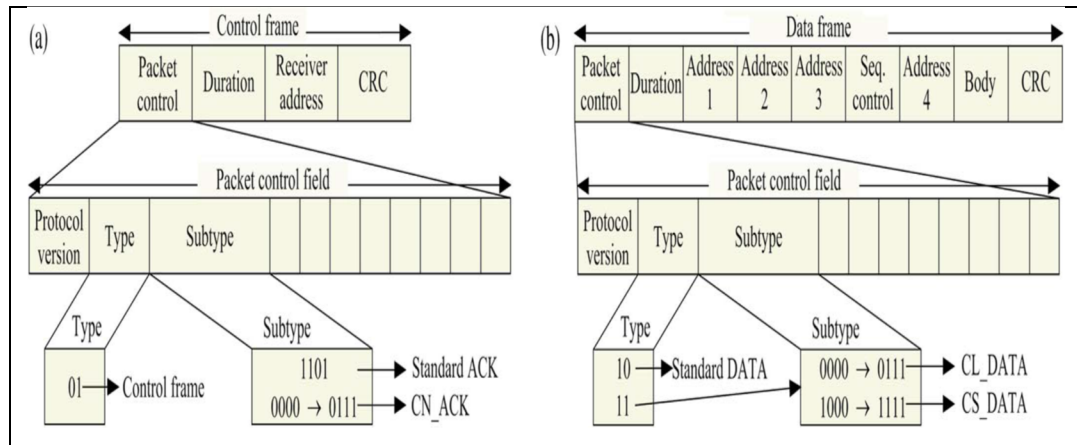 (a)
Control frame
Packet control
Duration
Receiver address
CRC
Packet control field
Protocol version
Type
Subtype
Type
01
Control frame
Subtype
1101
Standard ACK
0000 → 0111
CN_ACK
(b)
Data frame
Packet control
Duration
Address 1
Address 2
Address 3
Seq. control
Address 4
Body
CRC
Packet control field
Protocol version
Type
Subtype
Type
10
Standard DATA
11
Subtype
0000 → 0111
CL_DATA
1000 → 1111
CS_DATA